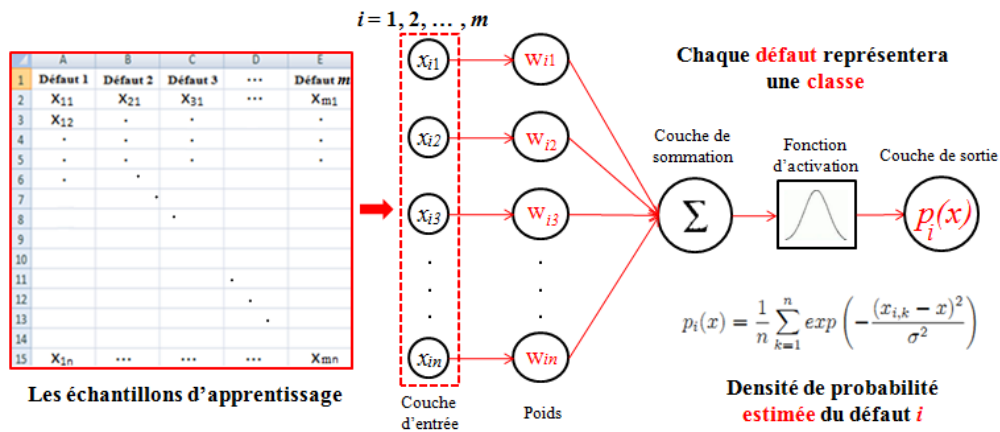 i = 1, 2, … , m
A B C D E
1 Défaut 1 Défaut 2 Défaut 3 ⋯ Défaut m
2 X11 X21 X31 ⋯ Xm1
3 X12 . . .
4 . . . .
5 . . . .
6 . .
7 .
8 .
9
10
11 .
12 .
13 .
14
15 X1n ⋯ ⋯ ⋯ Xmn
Les échantillons d’apprentissage
xi1
xi2
xi3
. . .
xin
Couche
d’entrée
wi1
wi2
wi3
. . .
win
Poids
Couche de
sommation
Σ
Chaque défaut représentera
une classe
Fonction
d’activation
Couche de sortie
pi(x)
pi(x) = 1/n ∑_{k=1}^{n} exp(−(xi,k − x)²/σ²)
Densité de probabilité
estimée du défaut i